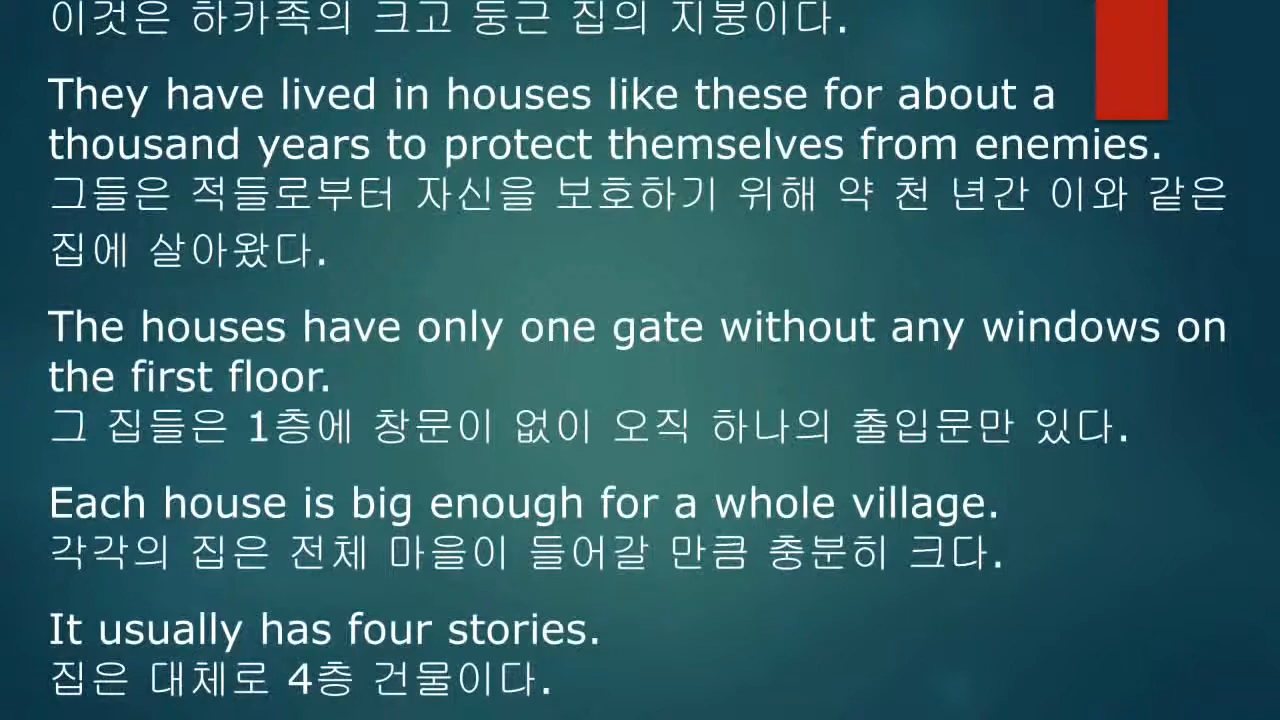 이것은 하카족의 크고 둥근 집의 지붕이다.
They have lived in houses like these for about a
thousand years to protect themselves from enemies.
그들은 적들로부터 자신을 보호하기 위해 약 천 년간 이와 같은
집에 살아왔다.
The houses have only one gate without any windows on
the first floor.
그 집들은 1층에 창문이 없이 오직 하나의 출입문만 있다.
Each house is big enough for a whole village.
각각의 집은 전체 마을이 들어갈 만큼 충분히 크다.
It usually has four stories.
집은 대체로 4층 건물이다.